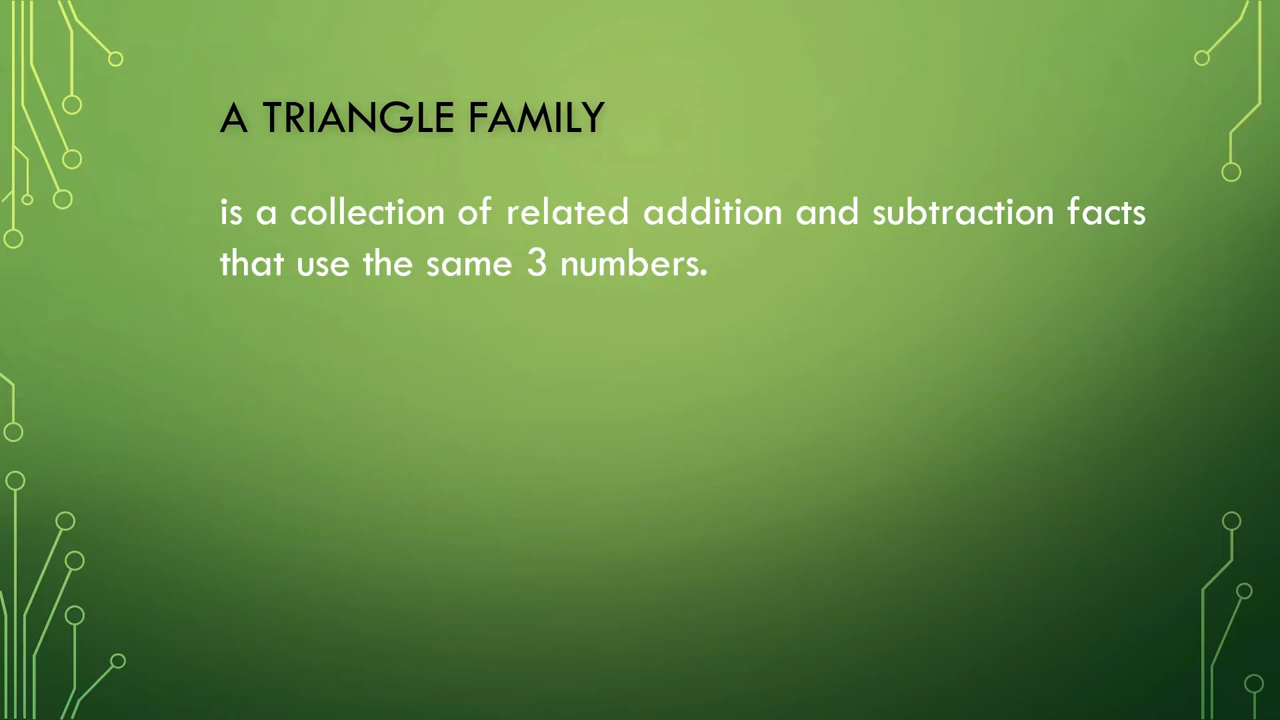 A TRIANGLE FAMILY
is a collection of related addition and subtraction facts
that use the same 3 numbers.